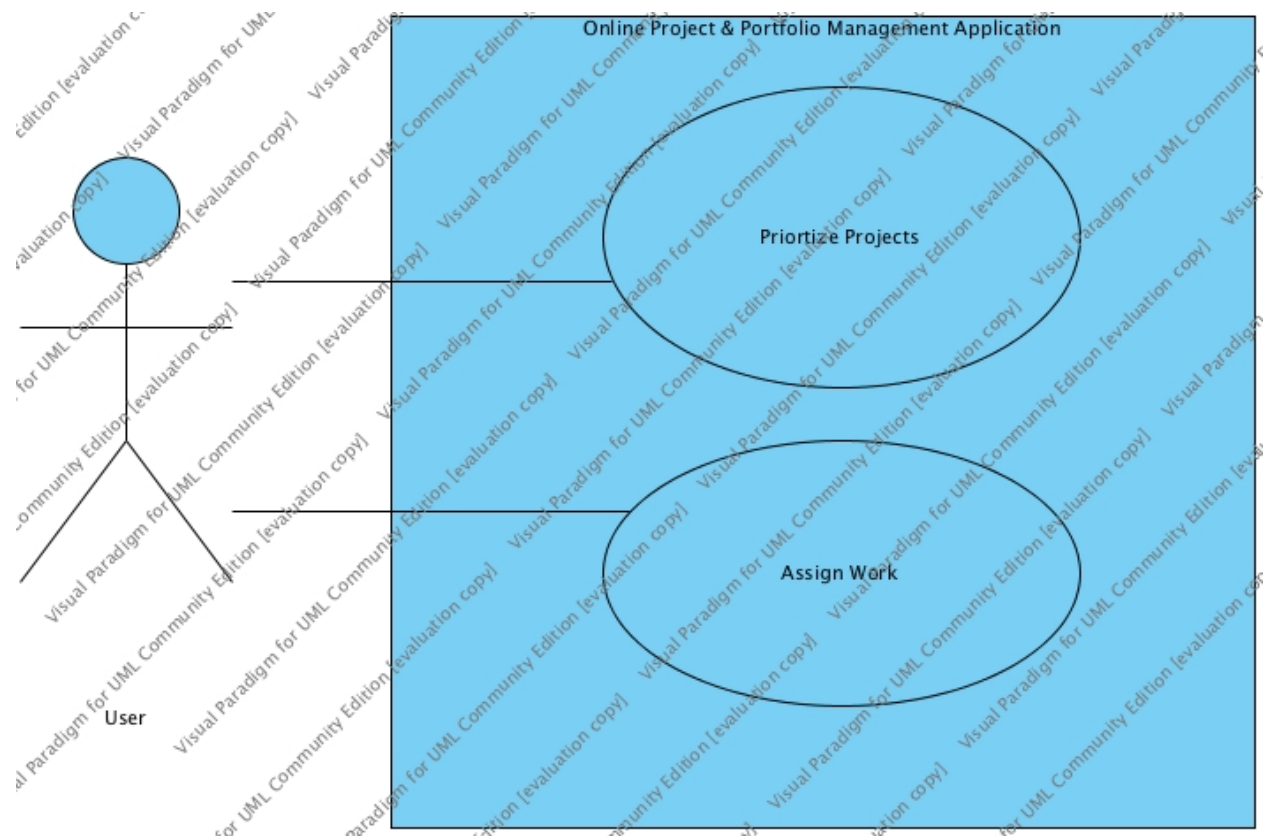 Online Project & Portfolio Management Application
Priortize Projects
Assign Work
User
Visual Paradigm for UML Community Edition [evaluation copy]